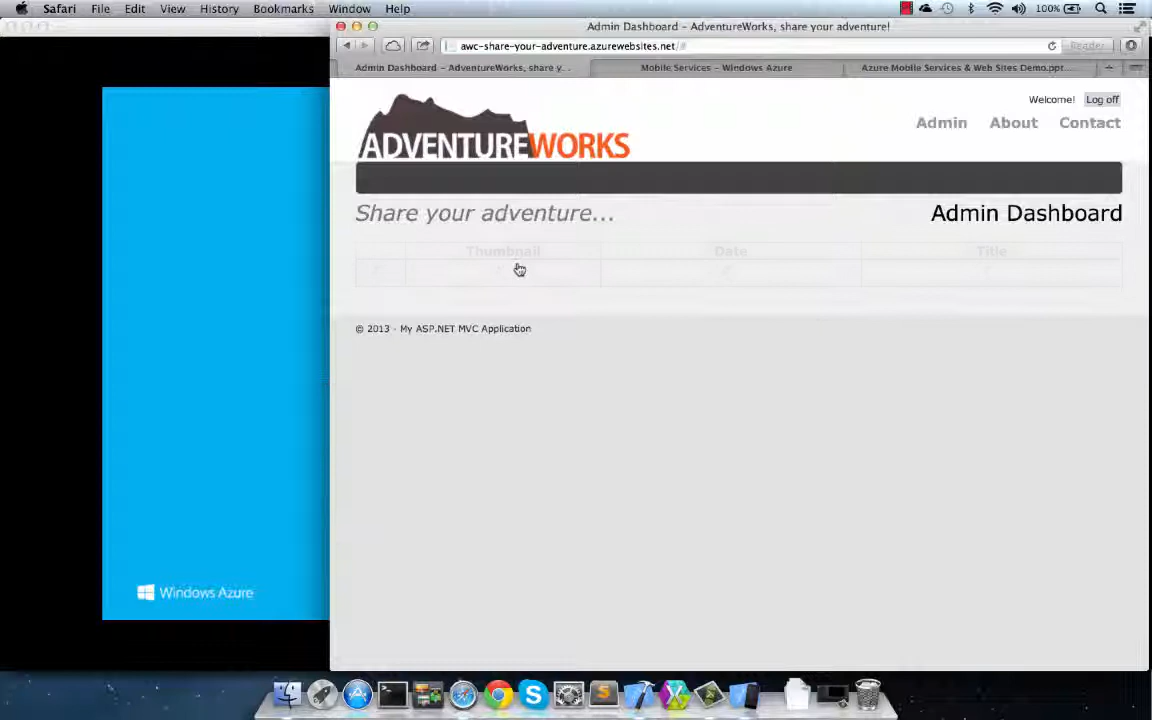 Safari File Edit View History Bookmarks Window Help 100%
Admin Dashboard – AdventureWorks, share your adventure!
awc-share-your-adventure.azurewebsites.net/# Reader
Admin Dashboard – AdventureWorks, share y... Mobile Services – Windows Azure Azure Mobile Services & Web Sites Demo.ppt...
Welcome! Log off
Admin About Contact
ADVENTUREWORKS
Share your adventure... Admin Dashboard
Thumbnail Date Title
© 2013 - My ASP.NET MVC Application
Windows Azure